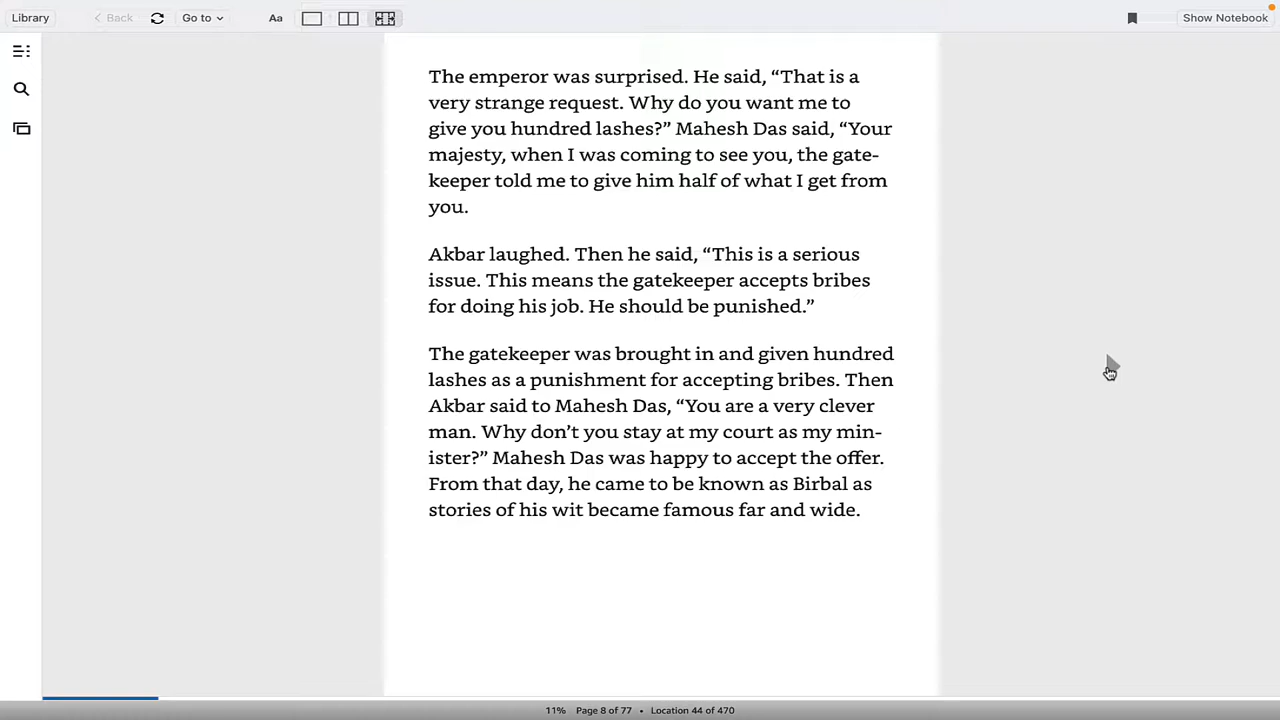 Library
Back
Go to
Aa
Show Notebook
The emperor was surprised. He said, “That is a
very strange request. Why do you want me to
give you hundred lashes?” Mahesh Das said, “Your
majesty, when I was coming to see you, the gate-
keeper told me to give him half of what I get from
you.
Akbar laughed. Then he said, “This is a serious
issue. This means the gatekeeper accepts bribes
for doing his job. He should be punished.”
The gatekeeper was brought in and given hundred
lashes as a punishment for accepting bribes. Then
Akbar said to Mahesh Das, “You are a very clever
man. Why don’t you stay at my court as my min-
ister?” Mahesh Das was happy to accept the offer.
From that day, he came to be known as Birbal as
stories of his wit became famous far and wide.
11% Page 8 of 77 • Location 44 of 470